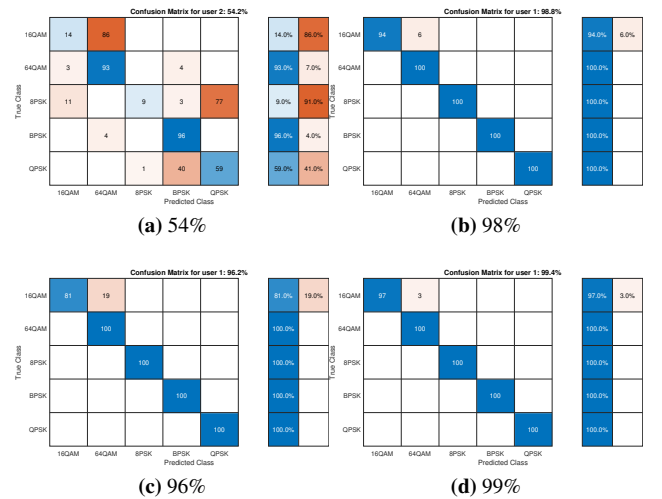 Confusion Matrix for user 2: 54.2%
16QAM 14 86 14.0% 86.0%
64QAM 3 93 4 93.0% 7.0%
8PSK 11 9 3 77 9.0% 91.0%
BPSK 4 96 96.0% 4.0%
QPSK 1 40 59 59.0% 41.0%
True Class
16QAM 64QAM 8PSK BPSK QPSK
Predicted Class
(a) 54%
Confusion Matrix for user 1: 98.8%
16QAM 94 6 94.0% 6.0%
64QAM 100 100.0%
8PSK 100 100.0%
BPSK 100 100.0%
QPSK 100 100.0%
True Class
16QAM 64QAM 8PSK BPSK QPSK
Predicted Class
(b) 98%
Confusion Matrix for user 1: 96.2%
16QAM 81 19 81.0% 19.0%
64QAM 100 100.0%
8PSK 100 100.0%
BPSK 100 100.0%
QPSK 100 100.0%
True Class
16QAM 64QAM 8PSK BPSK QPSK
Predicted Class
(c) 96%
Confusion Matrix for user 1: 99.4%
16QAM 97 3 97.0% 3.0%
64QAM 100 100.0%
8PSK 100 100.0%
BPSK 100 100.0%
QPSK 100 100.0%
True Class
16QAM 64QAM 8PSK BPSK QPSK
Predicted Class
(d) 99%